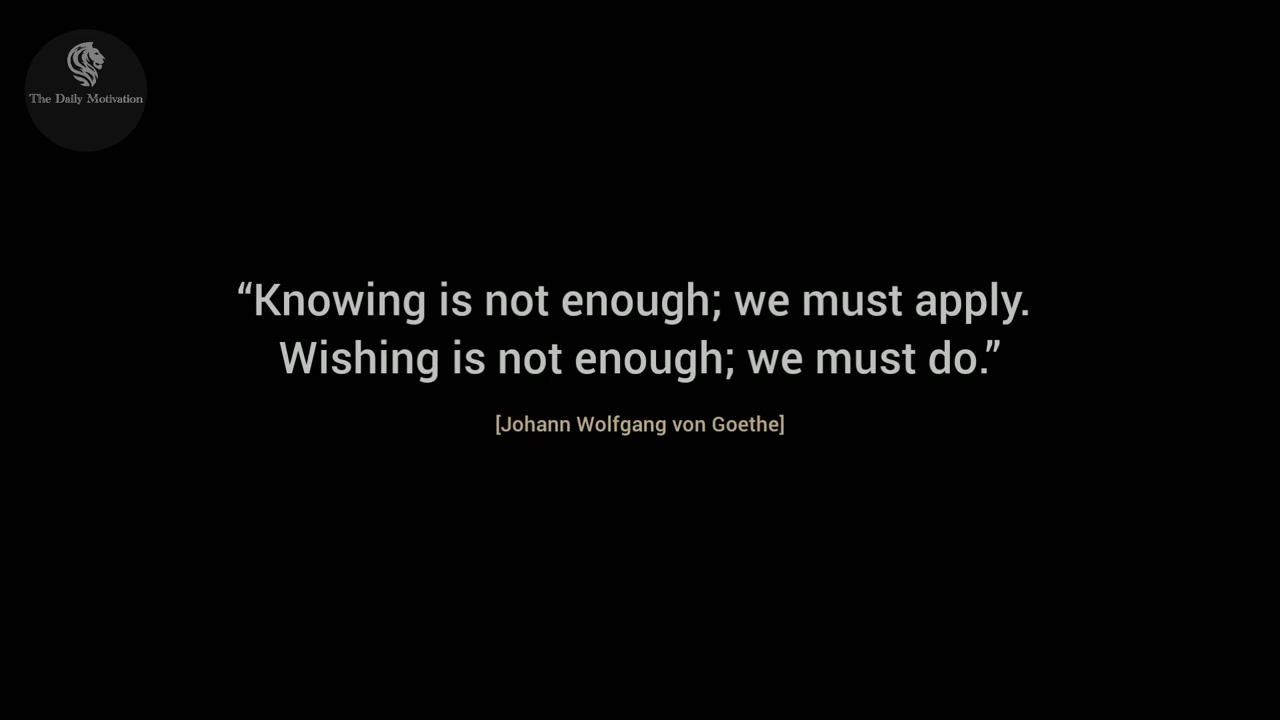 The Daily Motivation
“Knowing is not enough; we must apply.
Wishing is not enough; we must do.”
[Johann Wolfgang von Goethe]